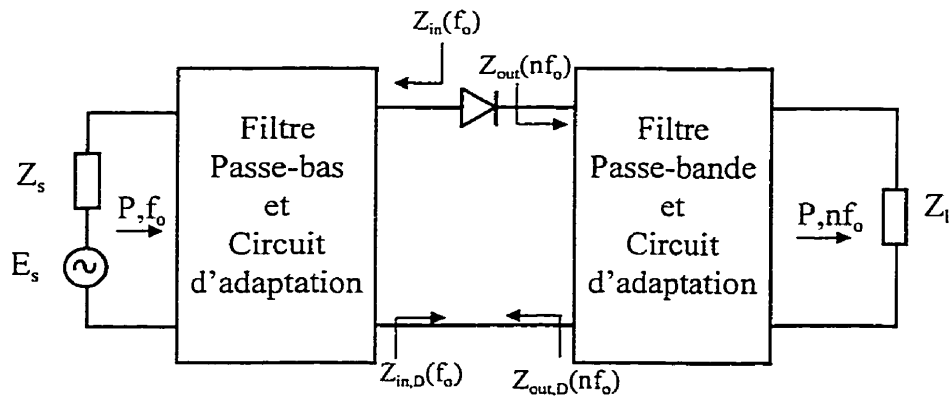 Z_in(f_o)
Z_out(nf_o)
Filtre
Passe-bas
et
Circuit
d'adaptation
Filtre
Passe-bande
et
Circuit
d'adaptation
Z_s
P,f_o
E_s
P,nf_o
Z_l
Z_in,D(f_o)
Z_out,D(nf_o)